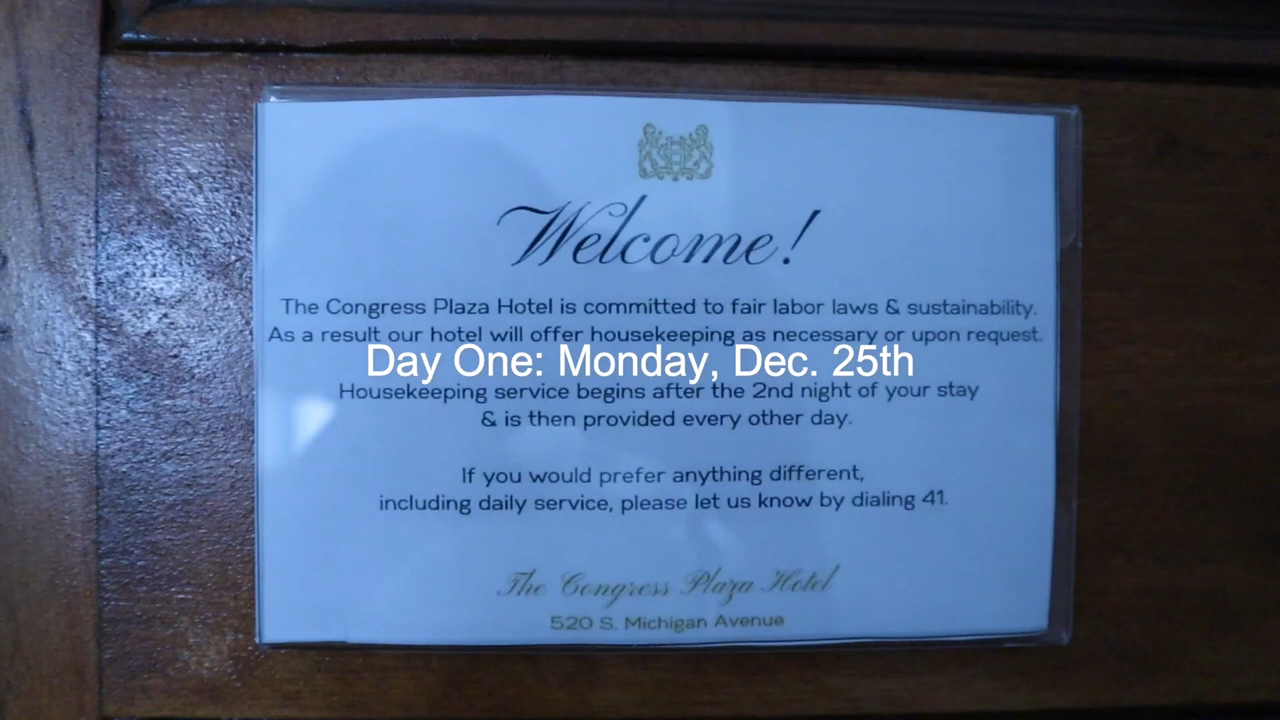 Welcome!
The Congress Plaza Hotel is committed to fair labor laws & sustainability.
As a result our hotel will offer housekeeping as necessary or upon request.
Day One: Monday, Dec. 25th
Housekeeping service begins after the 2nd night of your stay
& is then provided every other day.
If you would prefer anything different,
including daily service, please let us know by dialing 41.
The Congress Plaza Hotel
520 S. Michigan Avenue